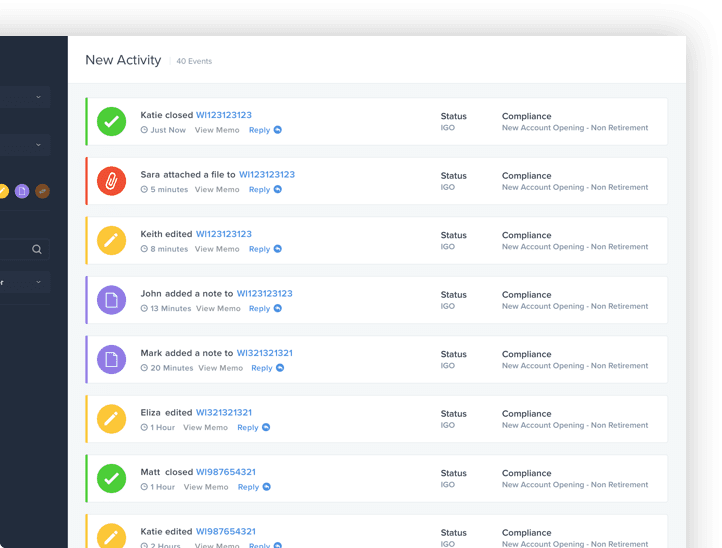 New Activity
40 Events
Katie closed WI123123123
Just Now View Memo Reply
Status
IGO
Compliance
New Account Opening - Non Retirement
Sara attached a file to WI123123123
5 minutes View Memo Reply
Status
IGO
Compliance
New Account Opening - Non Retirement
Keith edited WI123123123
8 minutes View Memo Reply
Status
IGO
Compliance
New Account Opening - Non Retirement
John added a note to WI123123123
13 Minutes View Memo Reply
Status
IGO
Compliance
New Account Opening - Non Retirement
Mark added a note to WI321321321
20 Minutes View Memo Reply
Status
IGO
Compliance
New Account Opening - Non Retirement
Eliza edited WI321321321
1 Hour View Memo Reply
Status
IGO
Compliance
New Account Opening - Non Retirement
Matt closed WI987654321
1 Hour View Memo Reply
Status
IGO
Compliance
New Account Opening - Non Retirement
Katie edited WI987654321
2 Hours View Memo Reply
Status
IGO
Compliance
New Account Opening - Non Retirement